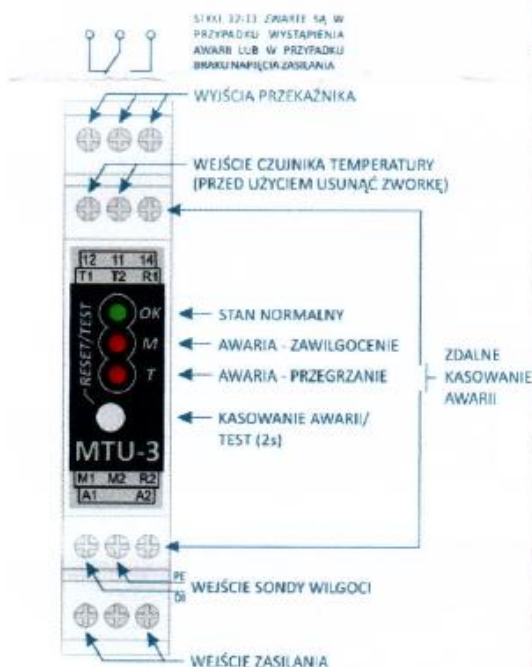 STYKI 12-11 ZWARTE SĄ W
PRZYPADKU WYSTĄPIENIA
AWARII LUB W PRZYPADKU
BRAKU NAPIĘCIA ZASILANIA
WYJŚCIA PRZEKAŹNIKA
WEJŚCIE CZUJNIKA TEMPERATURY
(PRZED UŻYCIEM USUNĄĆ ZWORKĘ)
12 11 14
T1 T2 R1
OK
M
T
RESET/TEST
MTU-3
M1 M2 R2
A1 A2
STAN NORMALNY
AWARIA - ZAWILGOCENIE
AWARIA - PRZEGRZANIE
KASOWANIE AWARII/
TEST (2s)
ZDALNE
KASOWANIE
AWARII
PE
WEJŚCIE SONDY WILGOCI
WEJŚCIE ZASILANIA